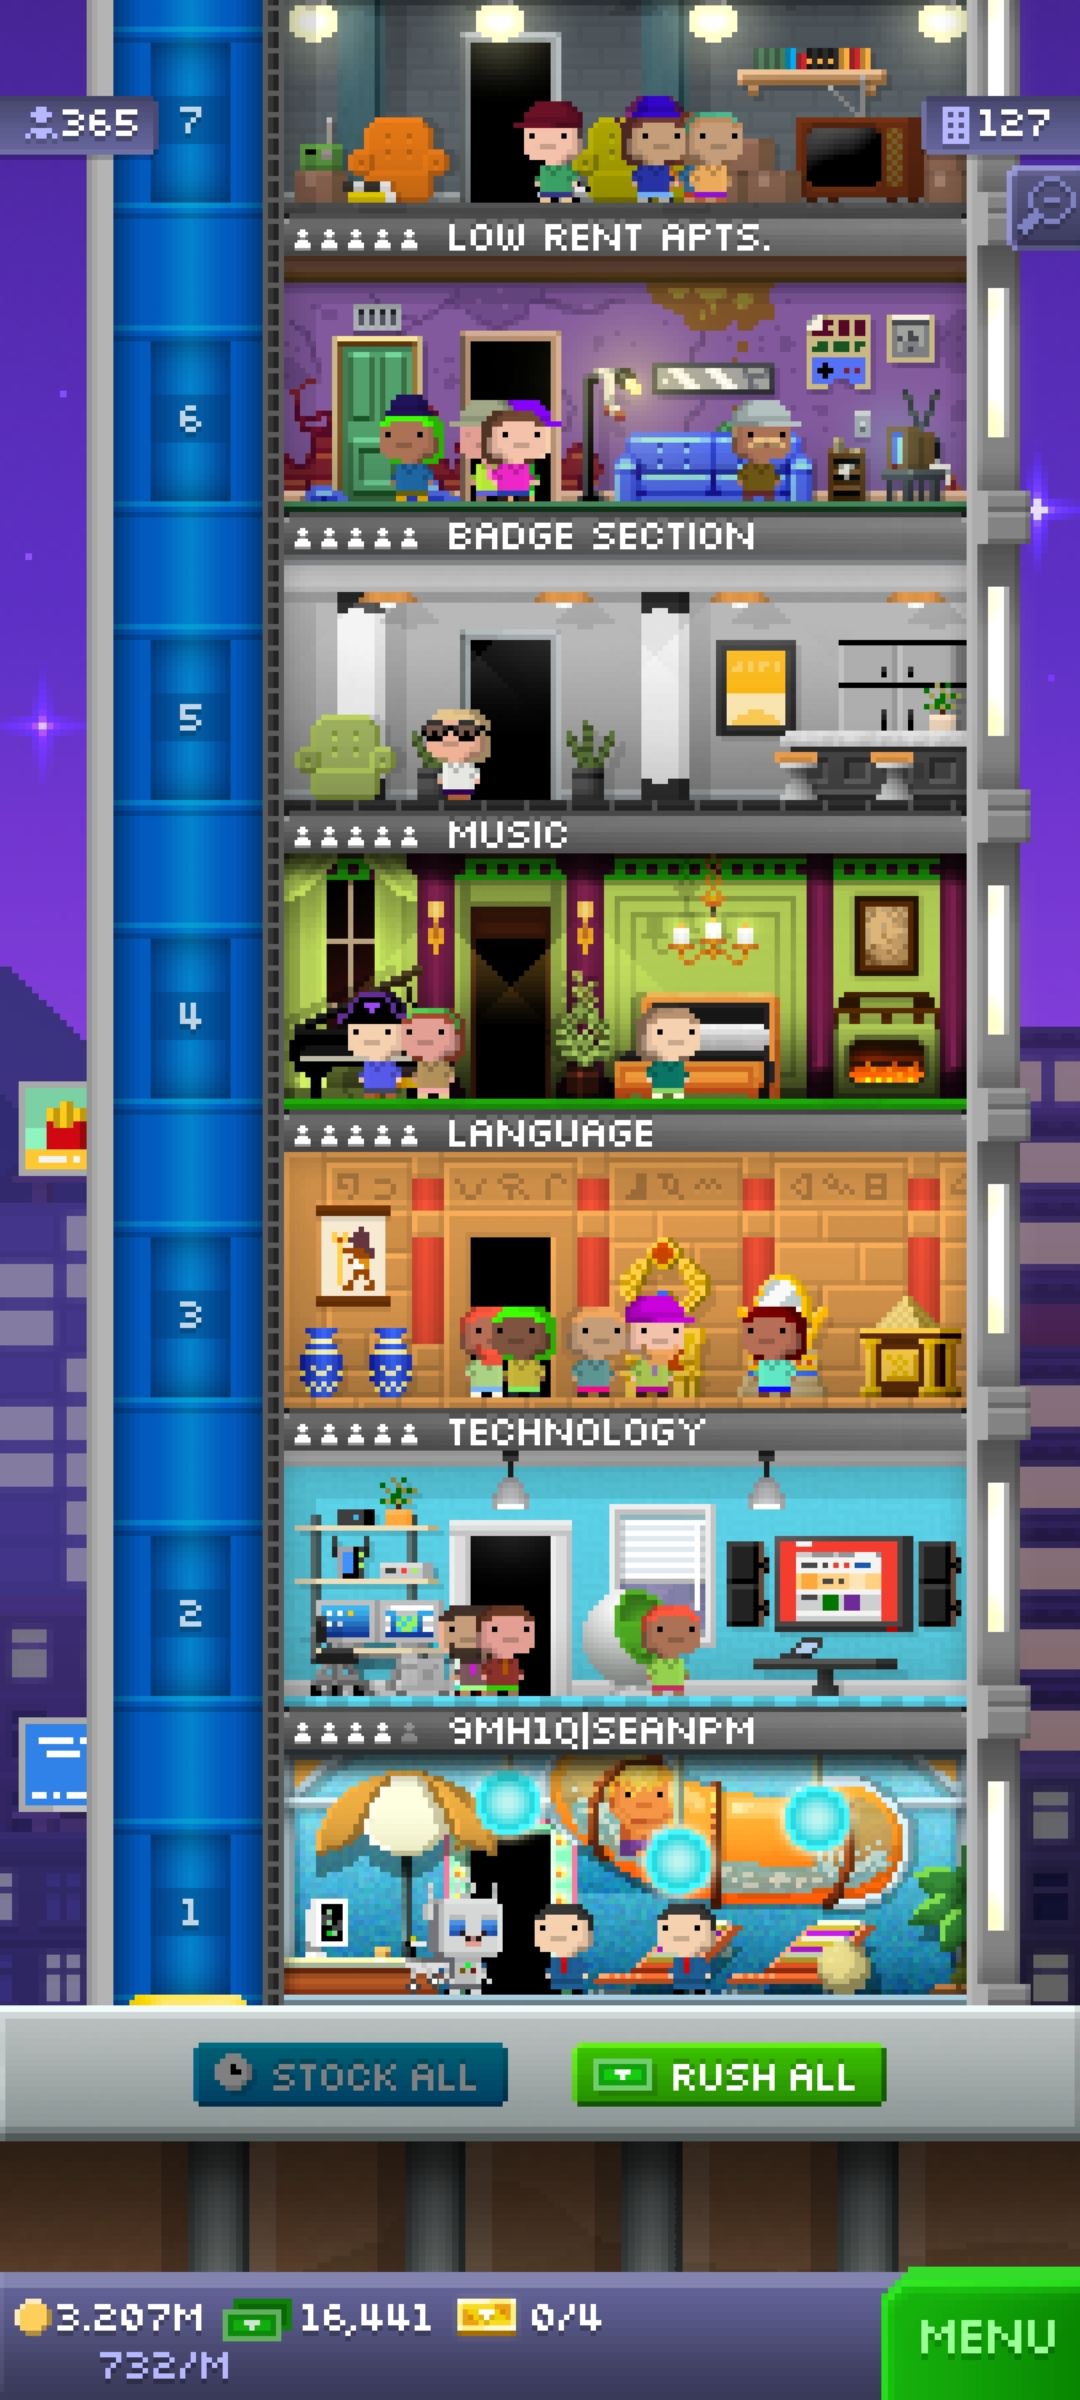 365
7
127
LOW RENT APTS.
6
BADGE SECTION
5
MUSIC
4
LANGUAGE
3
TECHNOLOGY
2
9MH1Q|SEANPM
1
STOCK ALL
RUSH ALL
3.207M
16,441
0/4
732/M
MENU